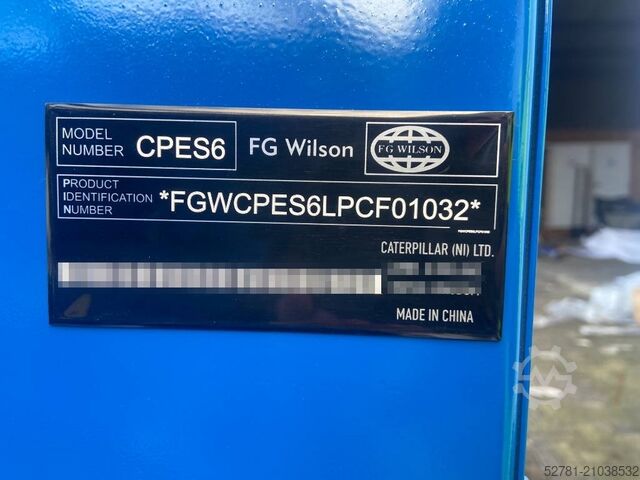 MODEL
NUMBER
CPES6
FG Wilson
FG WILSON
PRODUCT
IDENTIFICATION
NUMBER
*FGWCPES6LPCF01032*
CATERPILLAR (NI) LTD.
MADE IN CHINA
52781-21038532